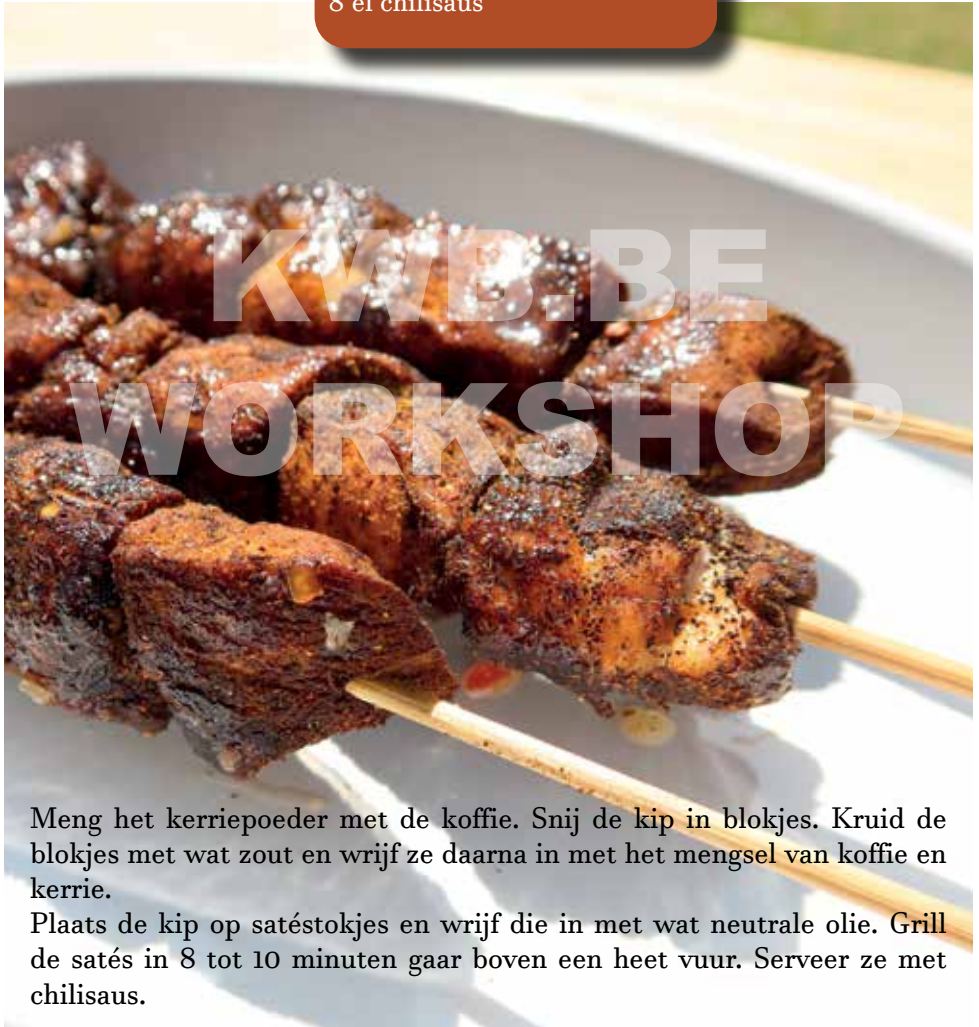 8 el chilisaus
KWB.BE
WORKSHOP
Meng het kerriepoeder met de koffie. Snij de kip in blokjes. Kruid de
blokjes met wat zout en wrijf ze daarna in met het mengsel van koffie en
kerrie.
Plaats de kip op satéstokjes en wrijf die in met wat neutrale olie. Grill
de satés in 8 tot 10 minuten gaar boven een heet vuur. Serveer ze met
chilisaus.